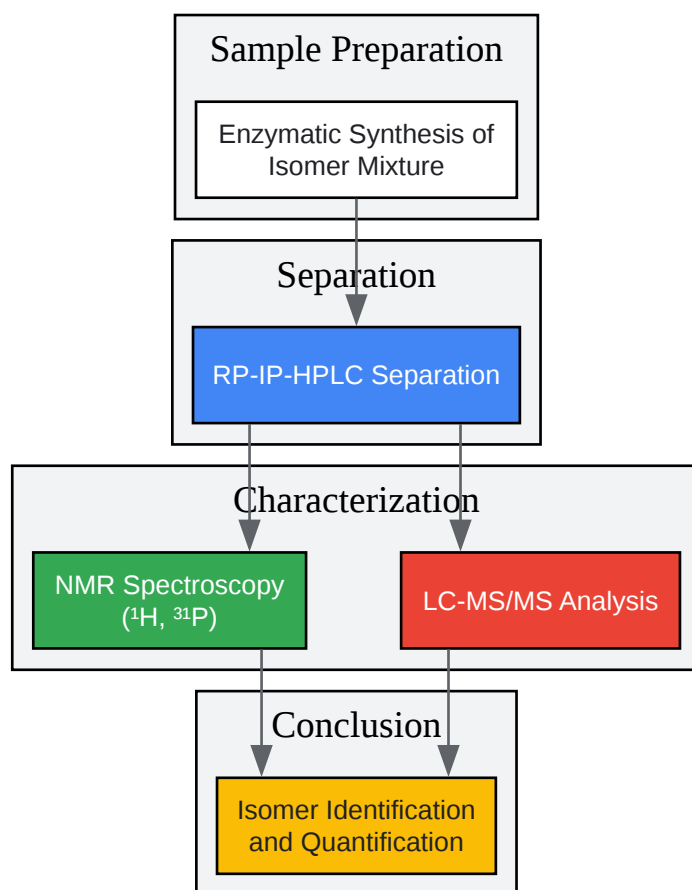 Sample Preparation
Enzymatic Synthesis of
Isomer Mixture
Separation
RP-IP-HPLC Separation
Characterization
NMR Spectroscopy
(¹H, ³¹P)
LC-MS/MS Analysis
Conclusion
Isomer Identification
and Quantification